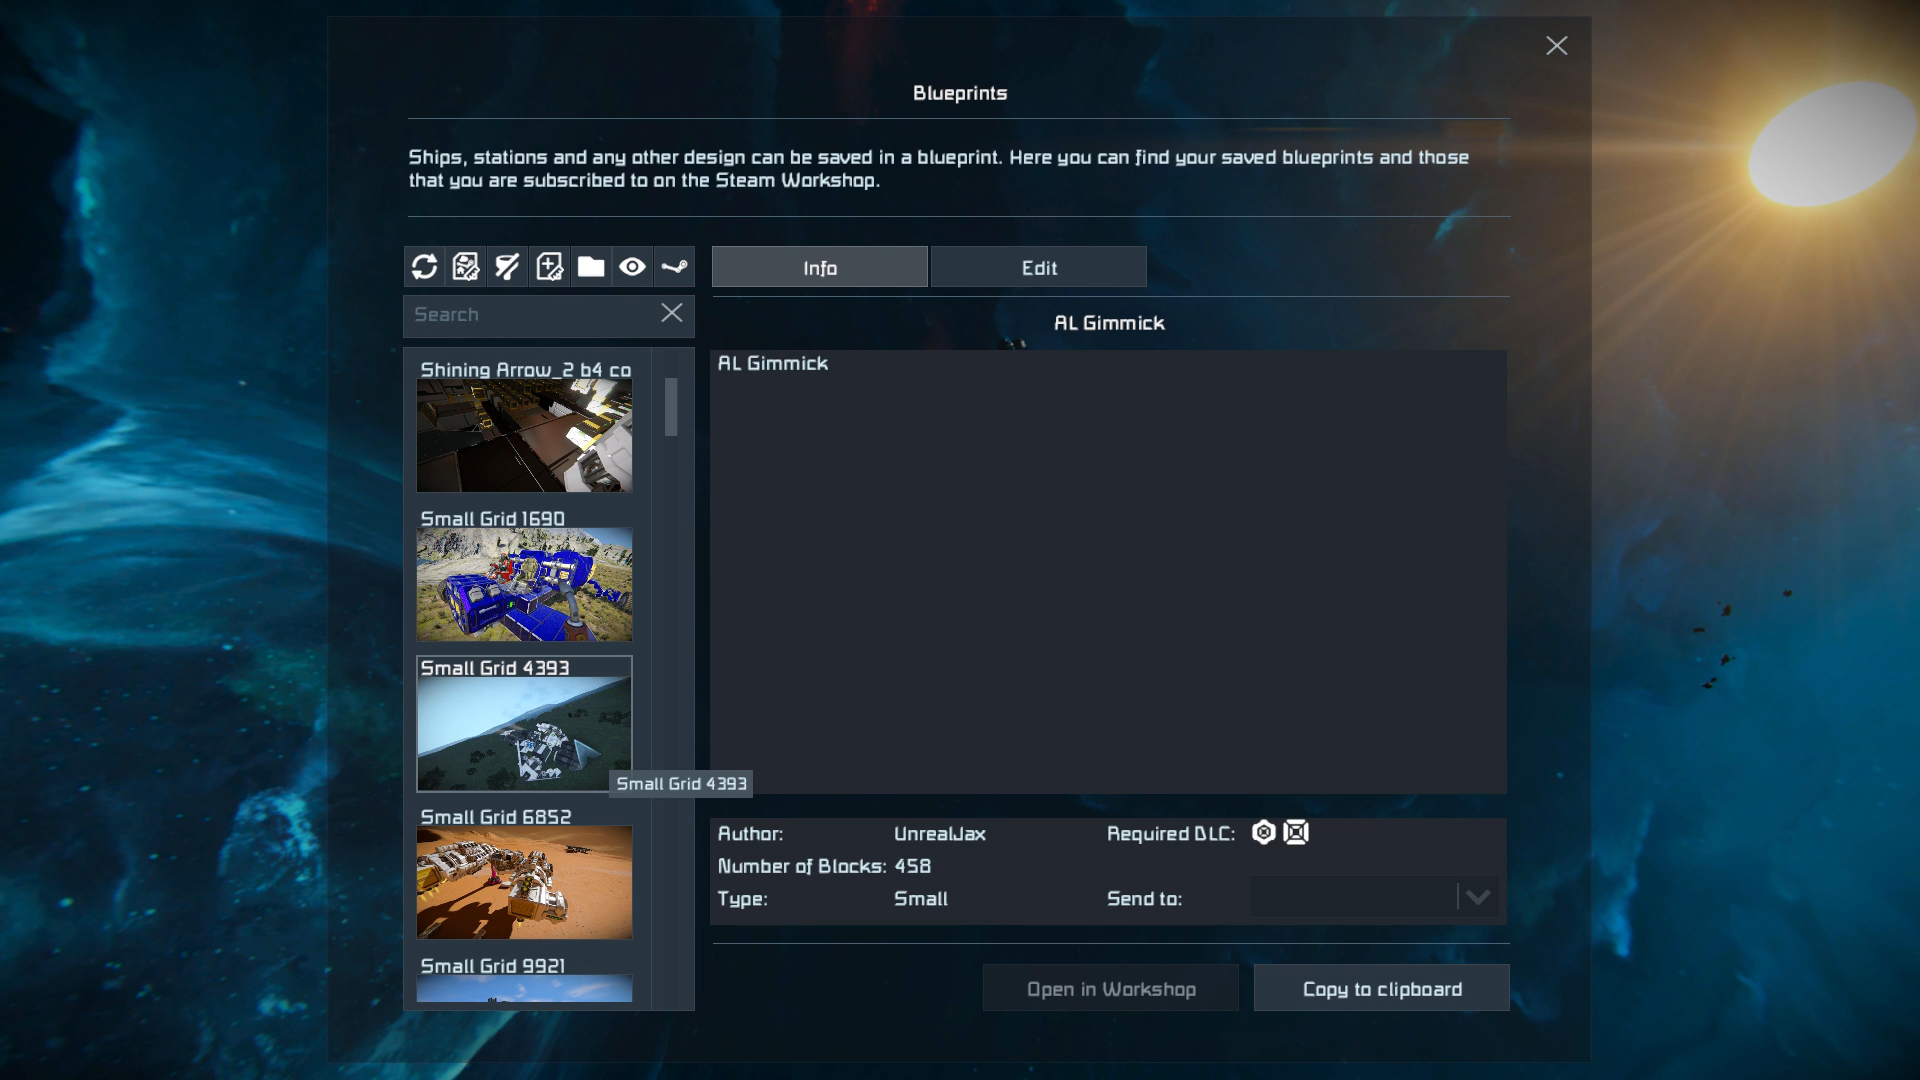 Blueprints
Ships, stations and any other design can be saved in a blueprint. Here you can find your saved blueprints and those
that you are subscribed to on the Steam Workshop.
Info
Edit
Search
AL Gimmick
AL Gimmick
Shining Arrow_2 b4 co
Small Grid 1690
Small Grid 4393
Small Grid 4393
Small Grid 6852
Small Grid 9921
Author: UnrealJax Required DLC:
Number of Blocks: 458
Type: Small Send to:
Open in Workshop
Copy to clipboard